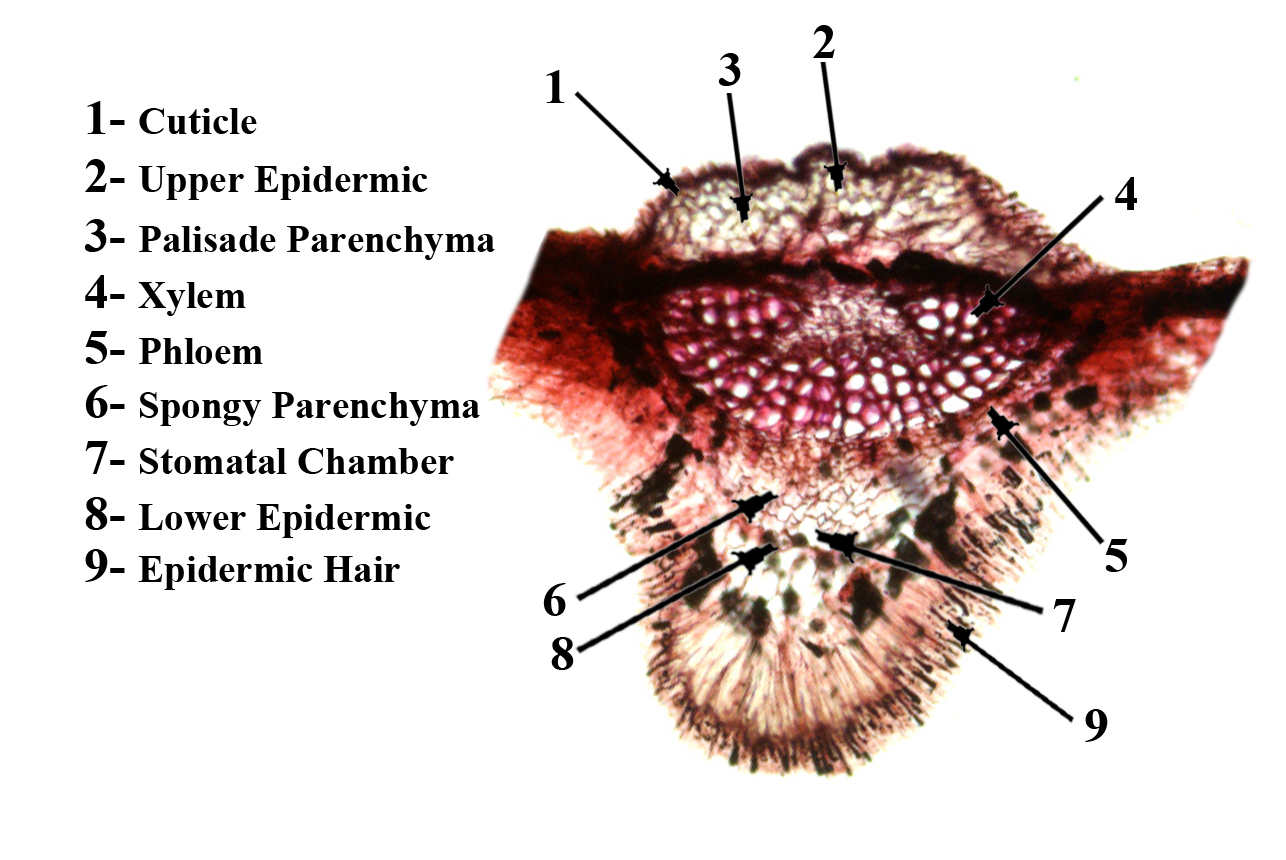 1- Cuticle
2- Upper Epidermic
3- Palisade Parenchyma
4- Xylem
5- Phloem
6- Spongy Parenchyma
7- Stomatal Chamber
8- Lower Epidermic
9- Epidermic Hair
2
3
1
4
5
6
7
8
9